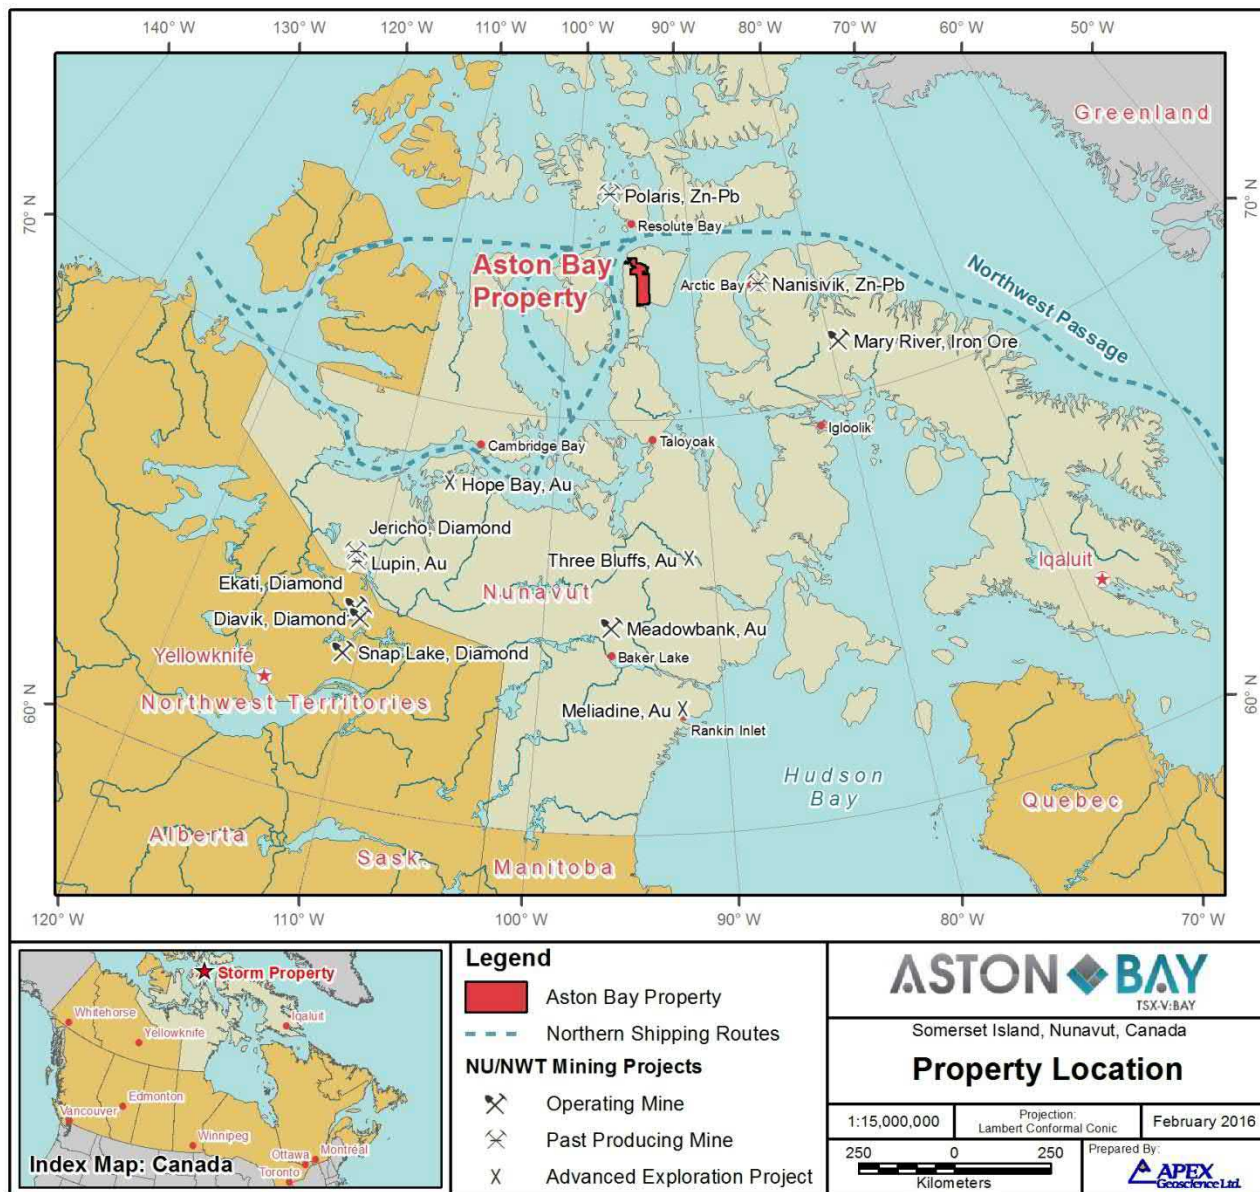 140° W
130° W
120° W
110° W
100° W
90° W
80° W
70° W
60° W
50° W
Greenland
70° N
70° N
Polaris, Zn-Pb
Resolute Bay
Aston Bay
Property
Arctic Bay
Nanisivik, Zn-Pb
Northwest Passage
Mary River, Iron Ore
Igloolik
Cambridge Bay
Taloyoak
Hope Bay, Au
Jericho, Diamond
Lupin, Au
Three Bluffs, Au
Iqaluit
Ekati, Diamond
Nunavut
Diavik, Diamond
Meadowbank, Au
Snap Lake, Diamond
Baker Lake
Yellowknife
Northwest Territories
60° N
60° N
Meliadine, Au
Rankin Inlet
Hudson
Bay
Quebec
Alberta
Sask.
Manitoba
120° W
110° W
100° W
90° W
80° W
70° W
Storm Property
Whitehorse
Yellowknife
Iqaluit
Edmonton
Vancouver
Winnipeg
Ottawa
Montréal
Toronto
Index Map: Canada
Legend
Aston Bay Property
Northern Shipping Routes
NU/NWT Mining Projects
Operating Mine
Past Producing Mine
Advanced Exploration Project
ASTON BAY
TSX-V:BAY
Somerset Island, Nunavut, Canada
Property Location
1:15,000,000
Projection:
Lambert Conformal Conic
February 2016
250 0 250
Kilometers
Prepared By:
APEX
Geoscience Ltd.